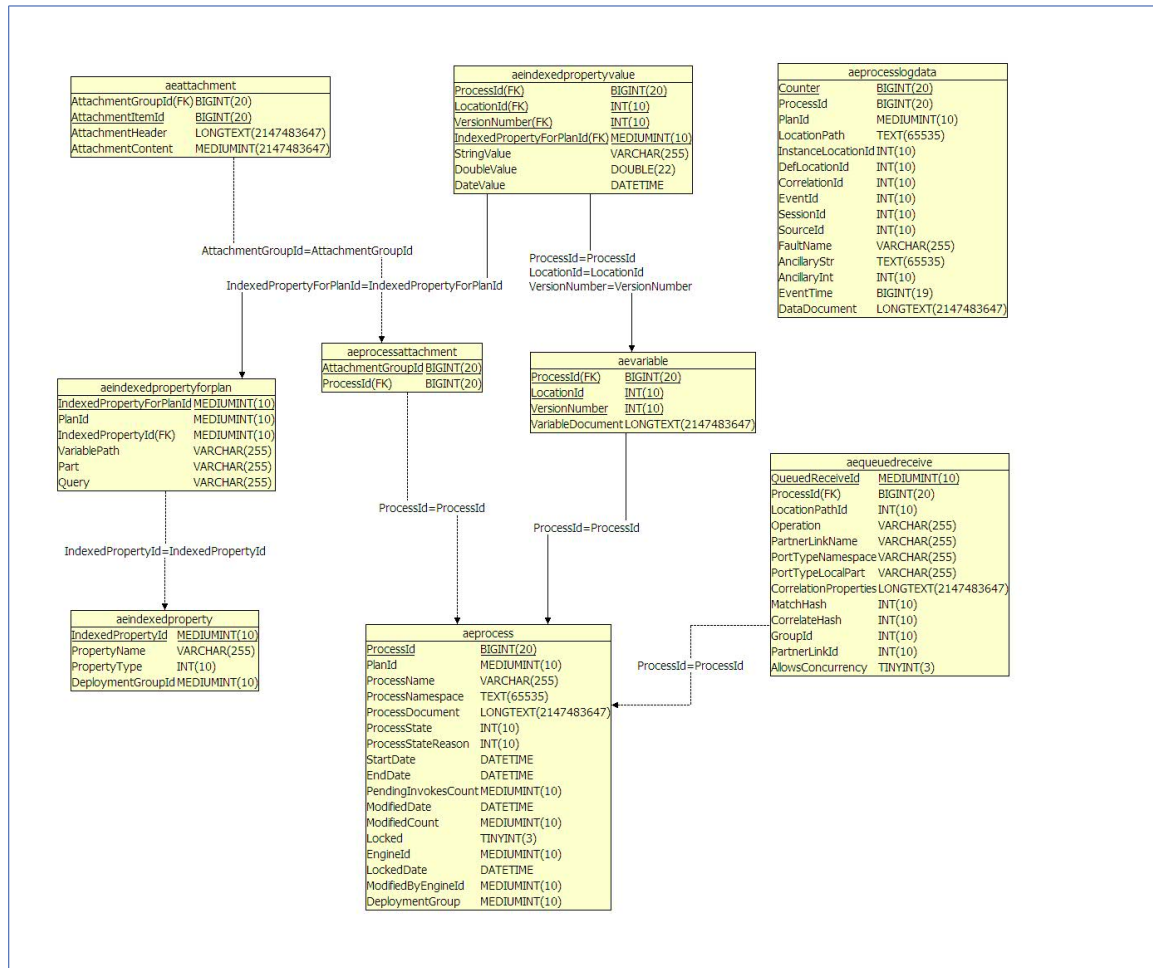 aeattachment
AttachmentGroupId(FK) BIGINT(20)
AttachmentItemId BIGINT(20)
AttachmentHeader LONGTEXT(2147483647)
AttachmentContent MEDIUMINT(2147483647)
aeindexedpropertyvalue
ProcessId(FK) BIGINT(20)
LocationId(FK) INT(10)
VersionNumber(FK) INT(10)
IndexedPropertyForPlanId(FK) MEDIUMINT(10)
StringValue VARCHAR(255)
DoubleValue DOUBLE(22)
DateValue DATETIME
aeprocesslogdata
Counter BIGINT(20)
ProcessId BIGINT(20)
PlanId MEDIUMINT(10)
LocationPath TEXT(65535)
InstanceLocationId INT(10)
DefLocationId INT(10)
CorrelationId INT(10)
EventId INT(10)
SessionId INT(10)
SourceId INT(10)
FaultName VARCHAR(255)
AncillaryStr TEXT(65535)
AncillaryInt INT(10)
EventTime BIGINT(19)
DataDocument LONGTEXT(2147483647)
AttachmentGroupId=AttachmentGroupId
IndexedPropertyForPlanId=IndexedPropertyForPlanId
ProcessId=ProcessId
LocationId=LocationId
VersionNumber=VersionNumber
aeprocessattachment
AttachmentGroupId BIGINT(20)
ProcessId(FK) BIGINT(20)
aevariable
ProcessId(FK) BIGINT(20)
LocationId INT(10)
VersionNumber INT(10)
VariableDocument LONGTEXT(2147483647)
aeindexedpropertyforplan
IndexedPropertyForPlanId MEDIUMINT(10)
PlanId MEDIUMINT(10)
IndexedPropertyId(FK) MEDIUMINT(10)
VariablePath VARCHAR(255)
Part VARCHAR(255)
Query VARCHAR(255)
aequeuedreceive
QueuedReceiveId MEDIUMINT(10)
ProcessId(FK) BIGINT(20)
LocationPathId INT(10)
Operation VARCHAR(255)
PartnerLinkName VARCHAR(255)
PortTypeNamespace VARCHAR(255)
PortTypeLocalPart VARCHAR(255)
CorrelationProperties LONGTEXT(2147483647)
MatchHash INT(10)
CorrelateHash INT(10)
GroupId INT(10)
PartnerLinkId INT(10)
AllowsConcurrency TINYINT(3)
ProcessId=ProcessId
ProcessId=ProcessId
IndexedPropertyId=IndexedPropertyId
ProcessId=ProcessId
aeindexedproperty
IndexedPropertyId MEDIUMINT(10)
PropertyName VARCHAR(255)
PropertyType INT(10)
DeploymentGroupId MEDIUMINT(10)
aeprocess
ProcessId BIGINT(20)
PlanId MEDIUMINT(10)
ProcessName VARCHAR(255)
ProcessNamespace TEXT(65535)
ProcessDocument LONGTEXT(2147483647)
ProcessState INT(10)
ProcessStateReason INT(10)
StartDate DATETIME
EndDate DATETIME
PendingInvokesCount MEDIUMINT(10)
ModifiedDate DATETIME
ModifiedCount MEDIUMINT(10)
Locked TINYINT(3)
EngineId MEDIUMINT(10)
LockedDate DATETIME
ModifiedByEngineId MEDIUMINT(10)
DeploymentGroup MEDIUMINT(10)